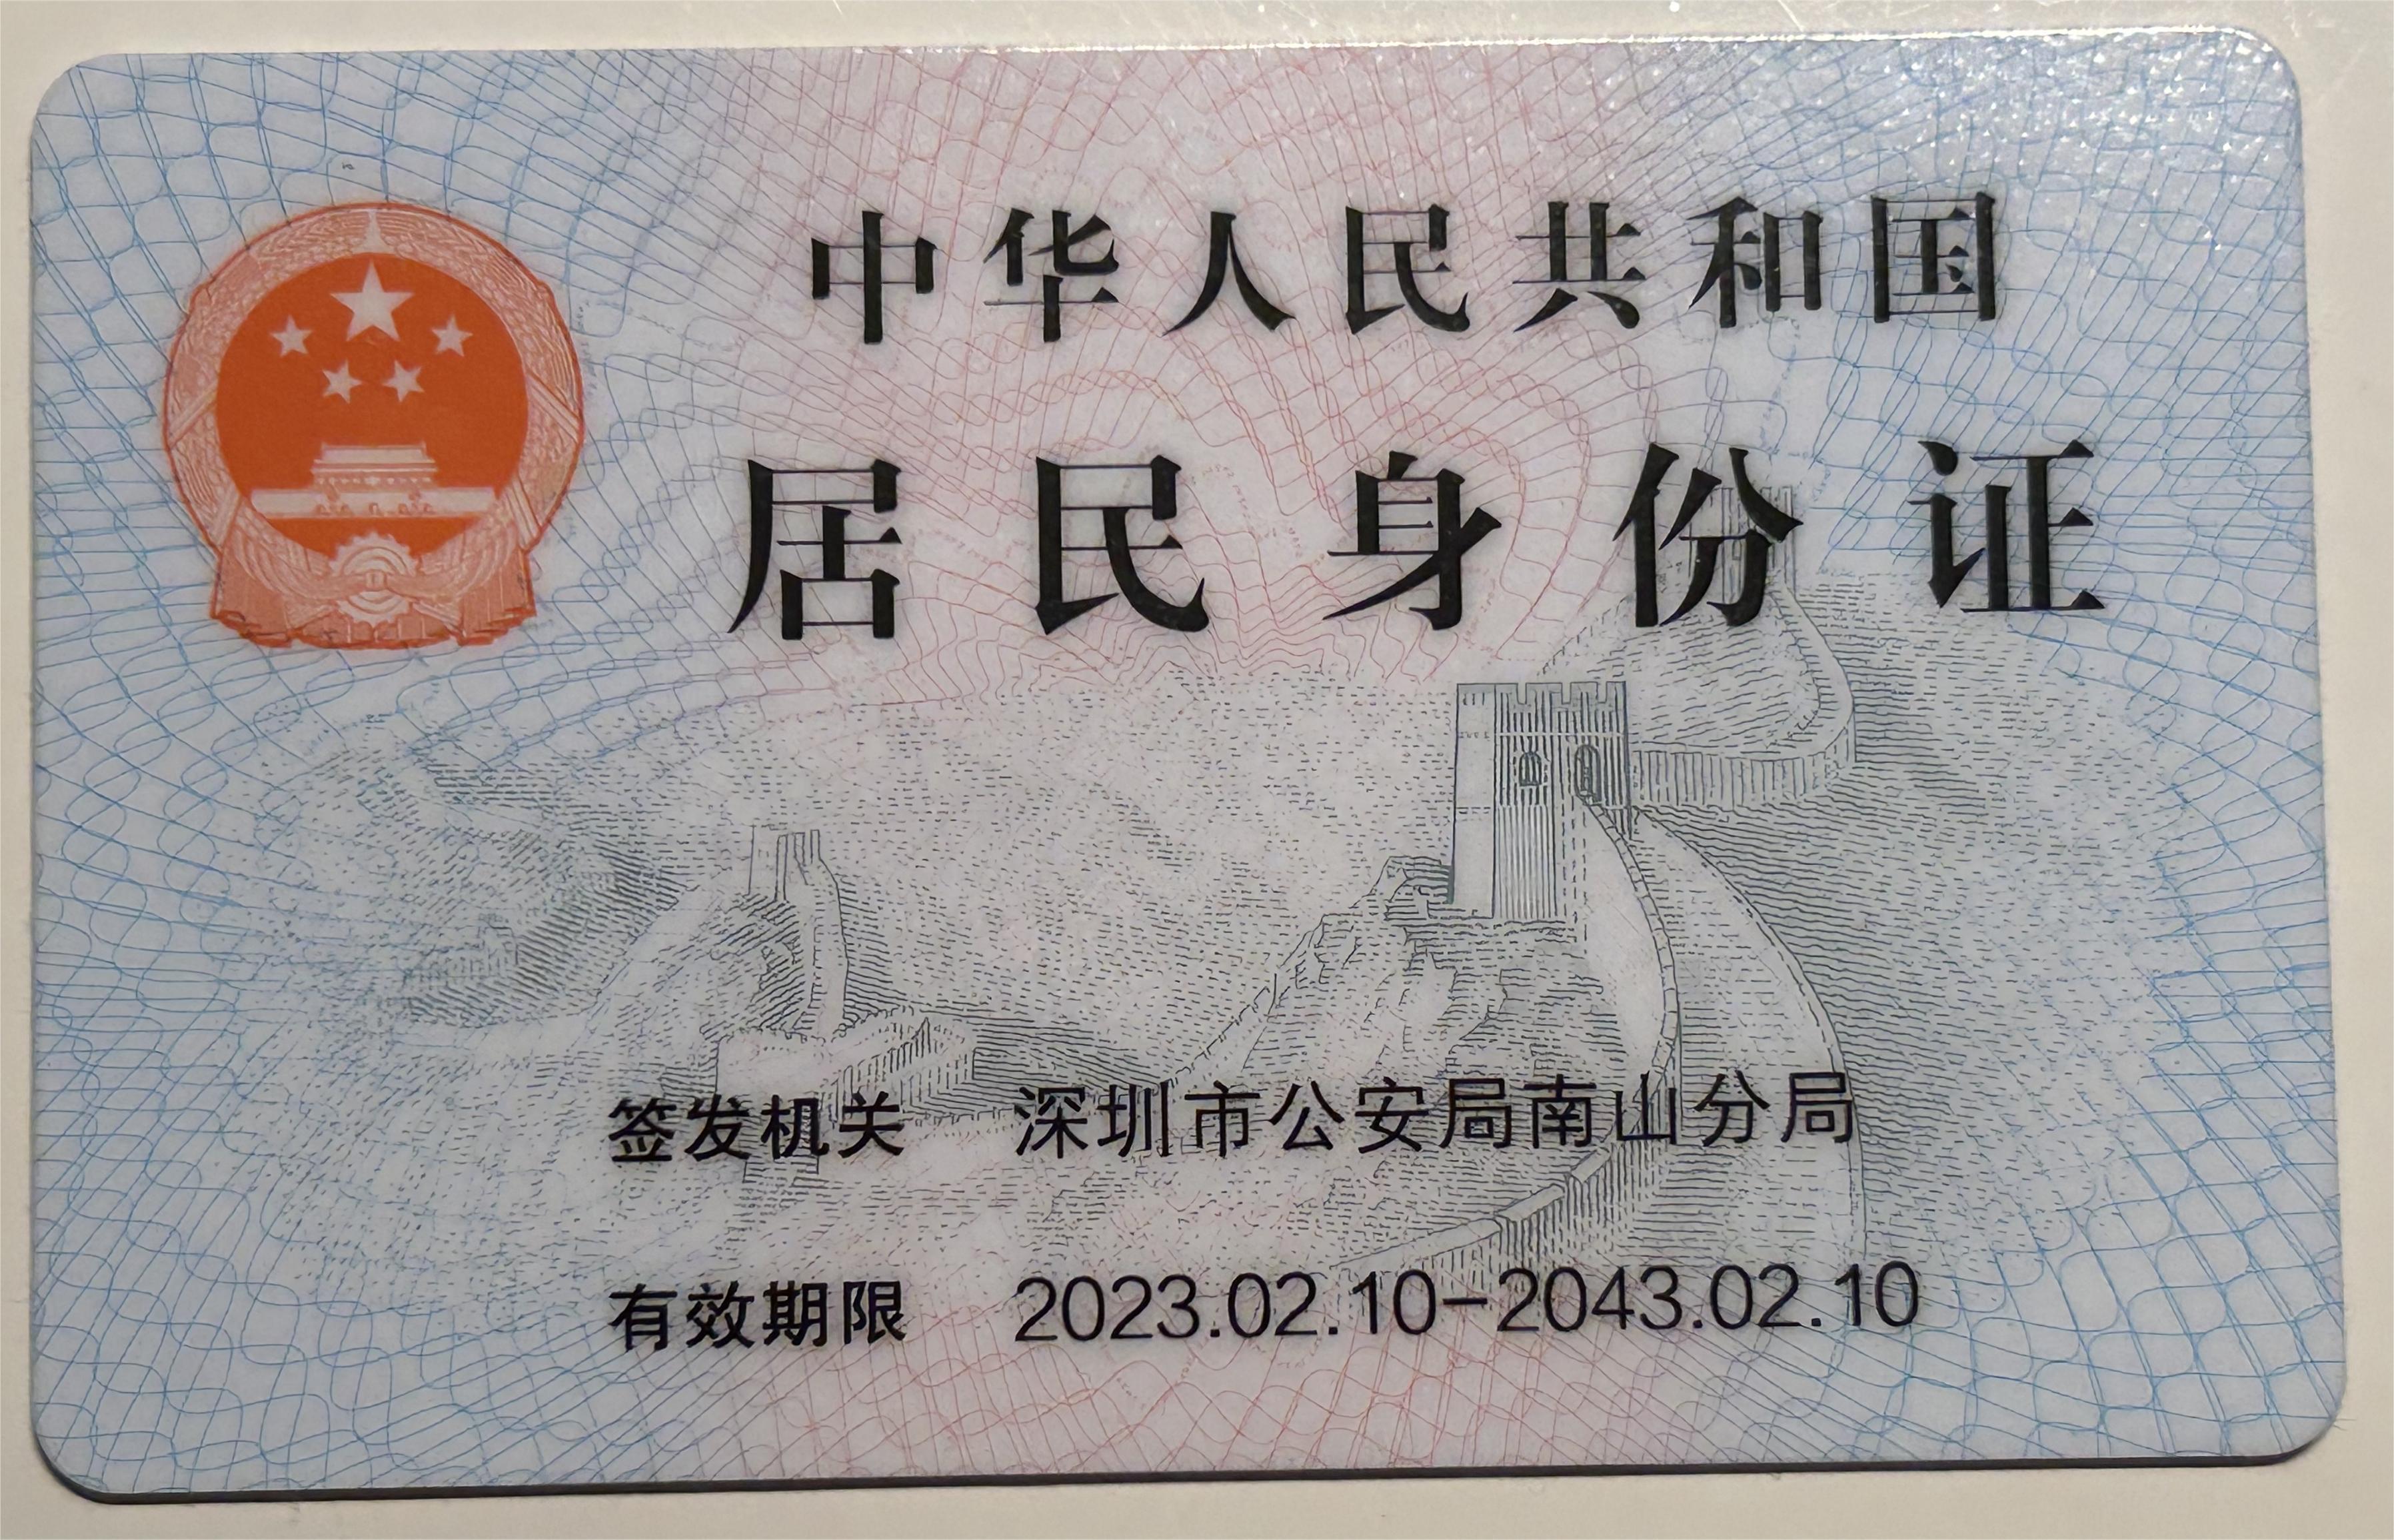 中华人民共和国
居民身份证
签发机关 深圳市公安局南山分局
有效期限 2023.02.10-2043.02.10